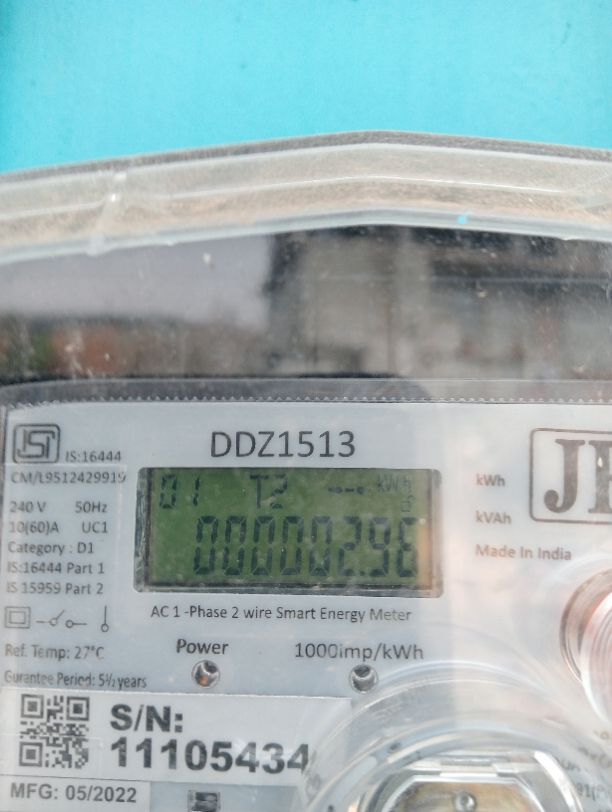 IS:16444
CM/L9512429919
240 V 50Hz
10(60)A UC1
Category : D1
IS:16444 Part 1
IS 15959 Part 2
Ref. Temp: 27°C
Gurantee Period: 5½ years
DDZ1513
01 T2 kWh
AC 1 -Phase 2 wire Smart Energy Meter
Power 1000imp/kWh
kWh
kVAh
Made In India
S/N:
11105434
MFG: 05/2022